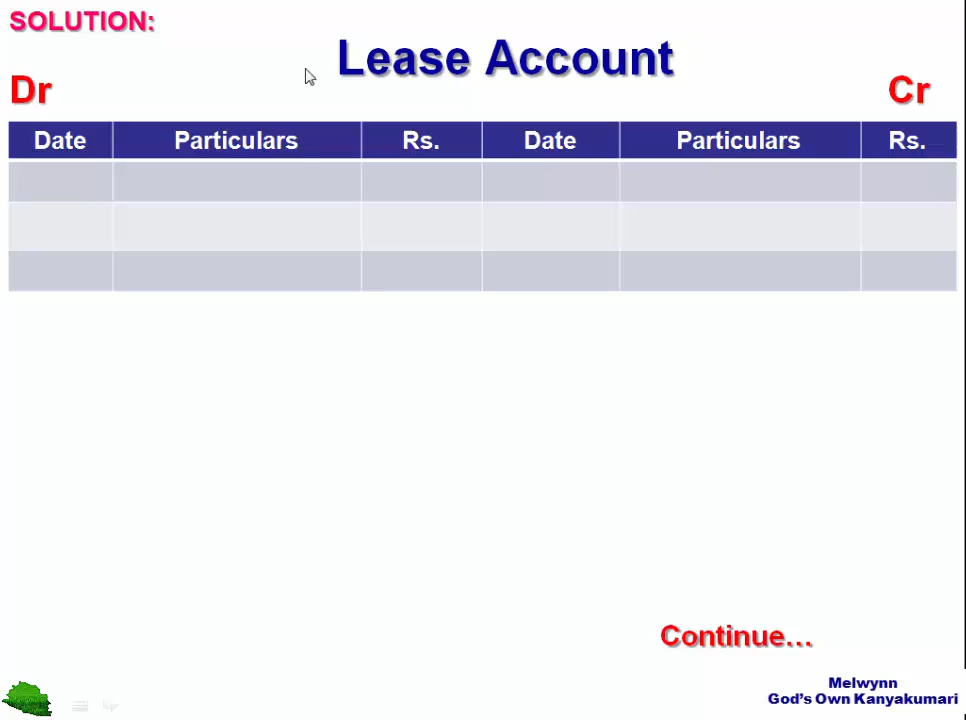 SOLUTION:
Lease Account
Dr Cr
Date Particulars Rs. Date Particulars Rs.
Continue...
Melwynn
God's Own Kanyakumari